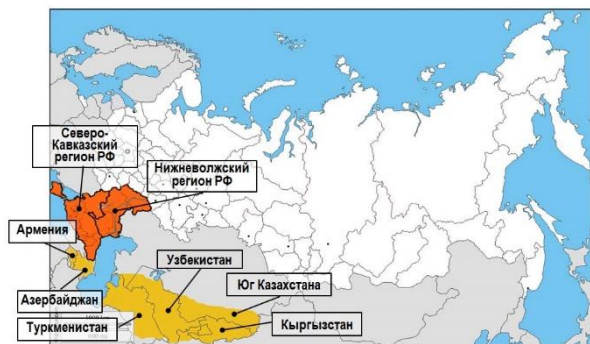 Северо-
Кавказский
регион РФ
Нижневолжский
регион РФ
Армения
Узбекистан
Юг Казахстана
Азербайджан
Туркменистан
Кыргызстан